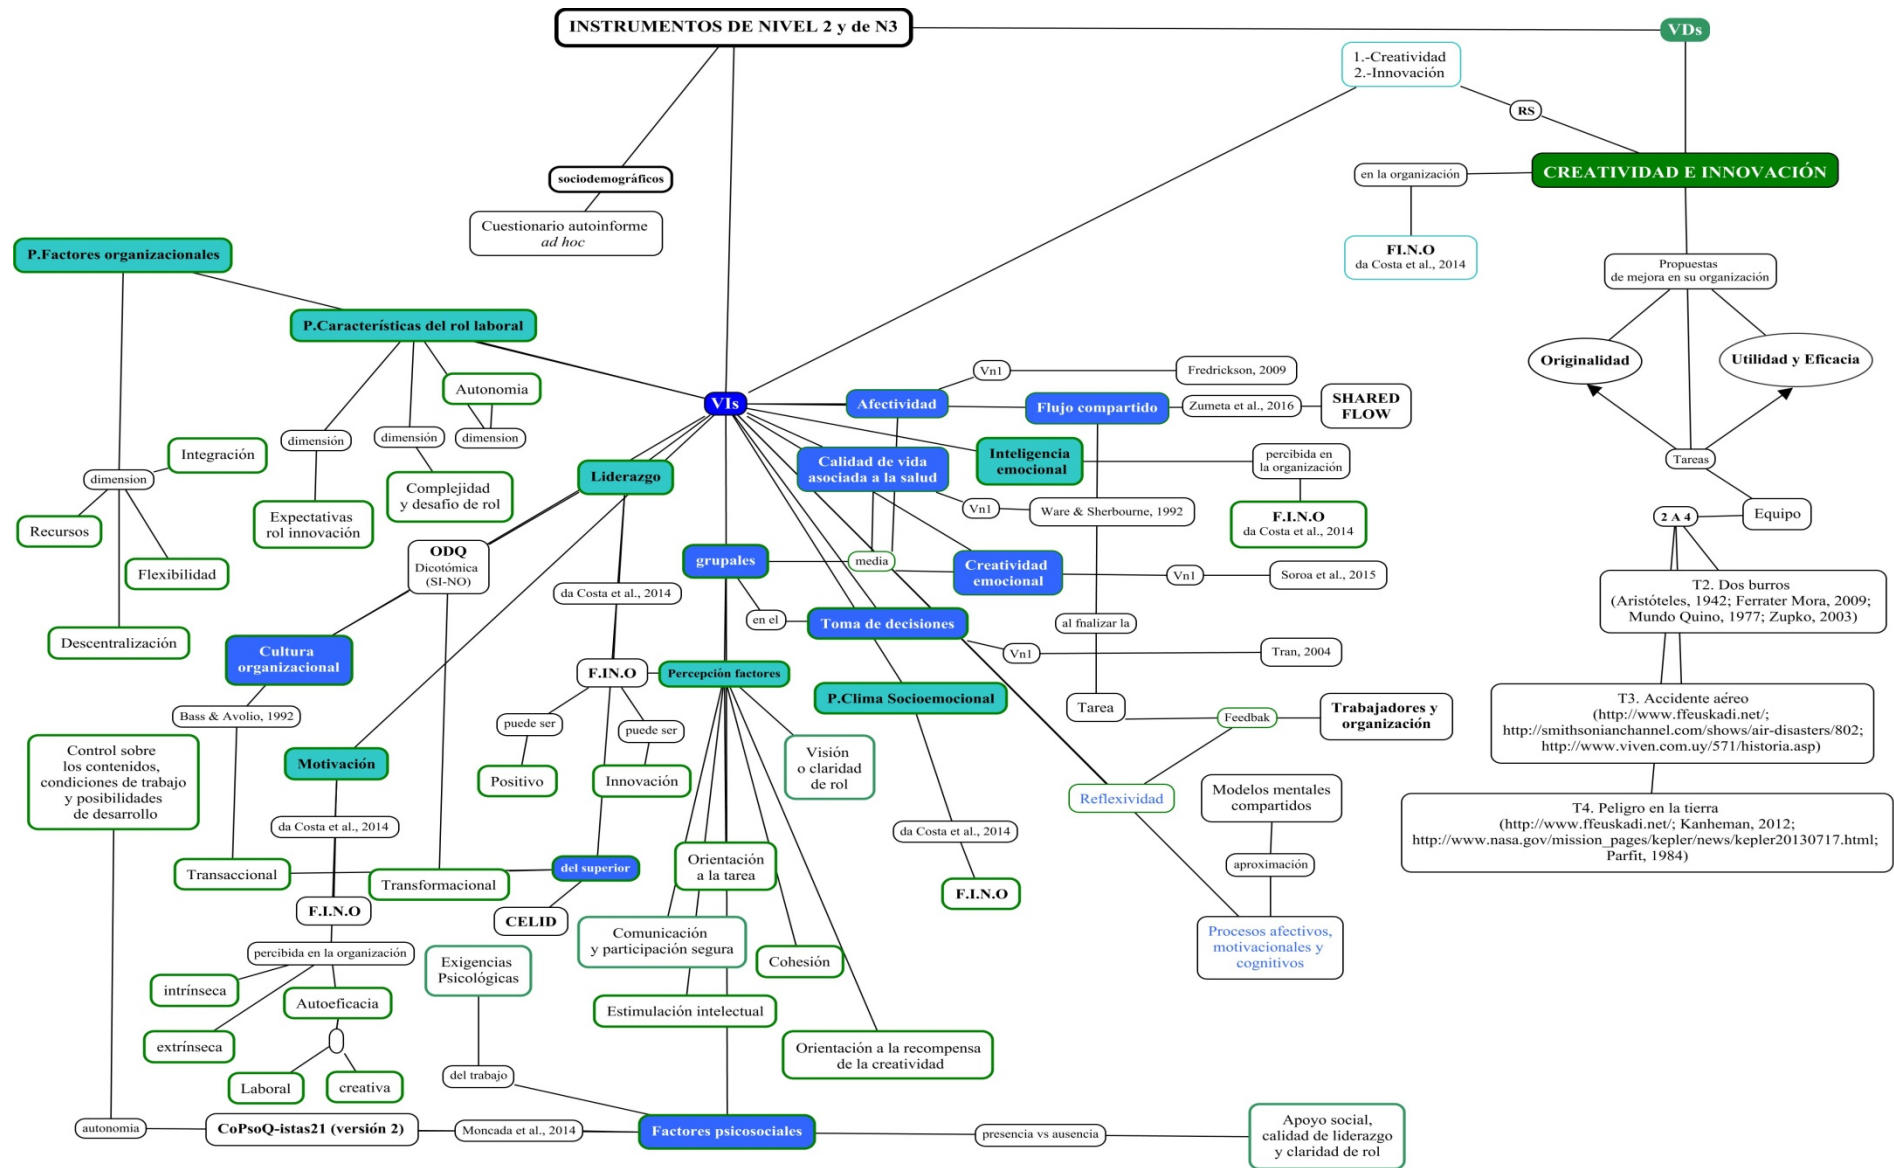 INSTRUMENTOS DE NIVEL 2 y de N3
VDs
1.-Creatividad
2.-Innovación
RS
sociodemográficos
en la organización
CREATIVIDAD E INNOVACIÓN
Cuestionario autoinforme
ad hoc
P.Factores organizacionales
FI.N.O
da Costa et al., 2014
Propuestas
de mejora en su organización
P.Características del rol laboral
Originalidad
Utilidad y Eficacia
Vn1
Fredrickson, 2009
Autonomia
VIs
Afectividad
Flujo compartido
Zumeta et al., 2016
SHARED
FLOW
dimensión
dimensión
dimension
Integración
Inteligencia
emocional
percibida en
la organización
Tareas
Calidad de vida
asociada a la salud
dimension
Liderazgo
Complejidad
y desafío de rol
Vn1
Ware & Sherbourne, 1992
F.I.N.O
da Costa et al., 2014
2 A 4
Equipo
Recursos
Expectativas
rol innovación
ODQ
Dicotómica
(SI-NO)
grupales
media
Creatividad
emocional
Vn1
Soroa et al., 2015
Flexibilidad
da Costa et al., 2014
T2. Dos burros
(Aristóteles, 1942; Ferrater Mora, 2009;
Mundo Quino, 1977; Zupko, 2003)
en el
Toma de decisiones
al fnalizar la
Descentralización
Cultura
organizacional
Vn1
Tran, 2004
F.IN.O
Percepción factores
P.Clima Socioemocional
Bass & Avolio, 1992
puede ser
puede ser
Tarea
Feedbak
Trabajadores y
organización
T3. Accidente aéreo
(http://www.ffeuskadi.net/;
http://smithsonianchannel.com/shows/air-disasters/802;
http://www.viven.com.uy/571/historia.asp)
Control sobre
los contenidos,
condiciones de trabajo
y posibilidades
de desarrollo
Motivación
Positivo
Innovación
Visión
o claridad
de rol
Reflexividad
Modelos mentales
compartidos
da Costa et al., 2014
da Costa et al., 2014
T4. Peligro en la tierra
(http://www.ffeuskadi.net/; Kanheman, 2012;
http://www.nasa.gov/mission_pages/kepler/news/kepler20130717.html;
Parfit, 1984)
Transaccional
Transformacional
del superior
Orientación
a la tarea
aproximación
F.I.N.O
F.I.N.O
CELID
Comunicación
y participación segura
Procesos afectivos,
motivacionales y
cognitivos
percibida en la organización
Exigencias
Psicológicas
Cohesión
intrínseca
Autoeficacia
Estimulación intelectual
extrínseca
Orientación a la recompensa
de la creatividad
Laboral
creativa
del trabajo
autonomia
CoPsoQ-istas21 (versión 2)
Moncada et al., 2014
Factores psicosociales
presencia vs ausencia
Apoyo social,
calidad de liderazgo
y claridad de rol